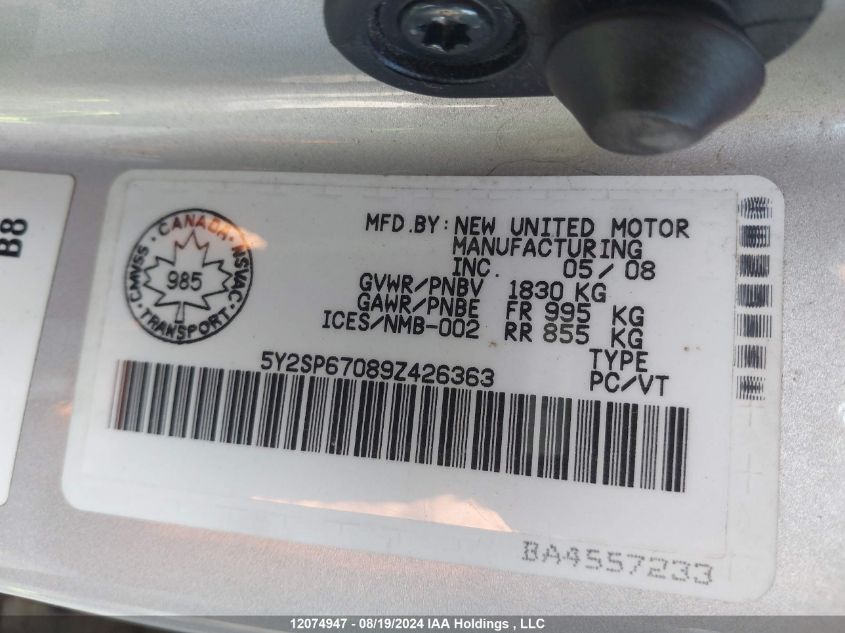 B8
CANADA
CMVSS · NSVAC
985
TRANSPORT
MFD.BY: NEW UNITED MOTOR
MANUFACTURING
INC. 05/08
GVWR/PNBV 1830 KG
GAWR/PNBE FR 995 KG
ICES/NMB-002 RR 855 KG
5Y2SP67089Z426363 TYPE
PC/VT
BA4557233
12074947 - 08/19/2024 IAA Holdings , LLC